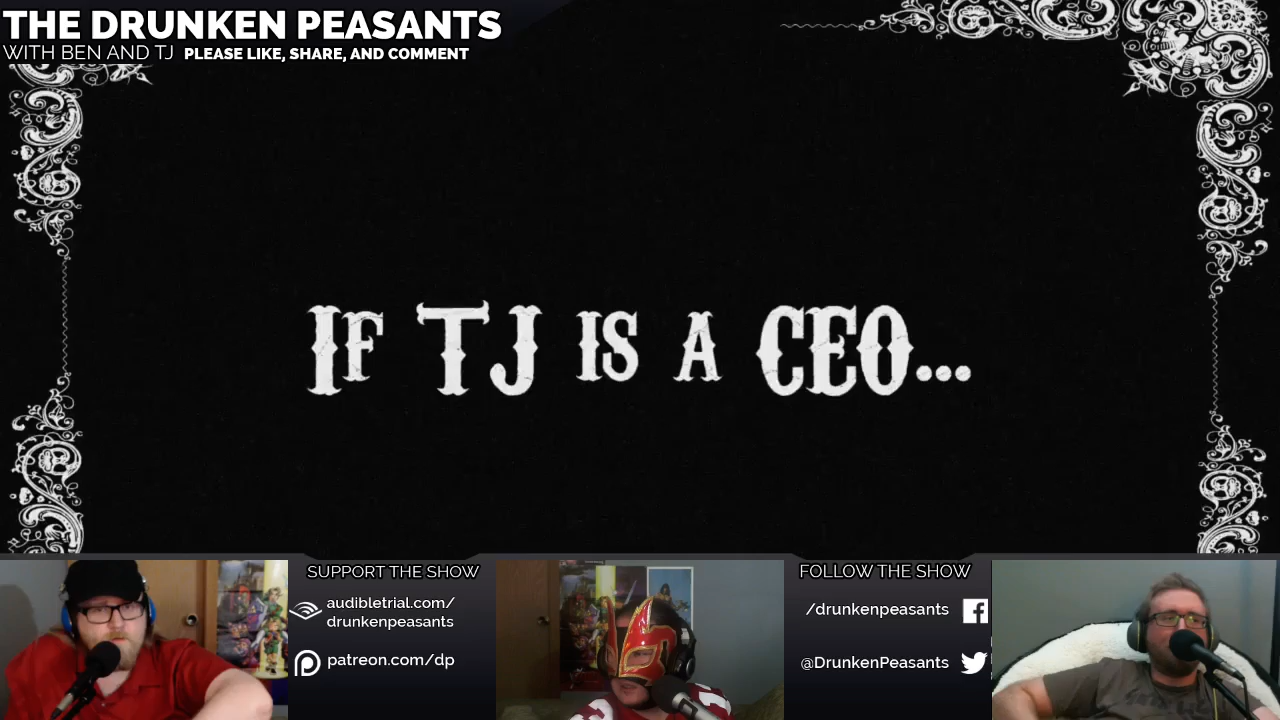 THE DRUNKEN PEASANTS
WITH BEN AND TJ PLEASE LIKE, SHARE, AND COMMENT
IF TJ IS A CEO...
SUPPORT THE SHOW
audibletrial.com/
drunkenpeasants
patreon.com/dp
FOLLOW THE SHOW
/drunkenpeasants
@DrunkenPeasants